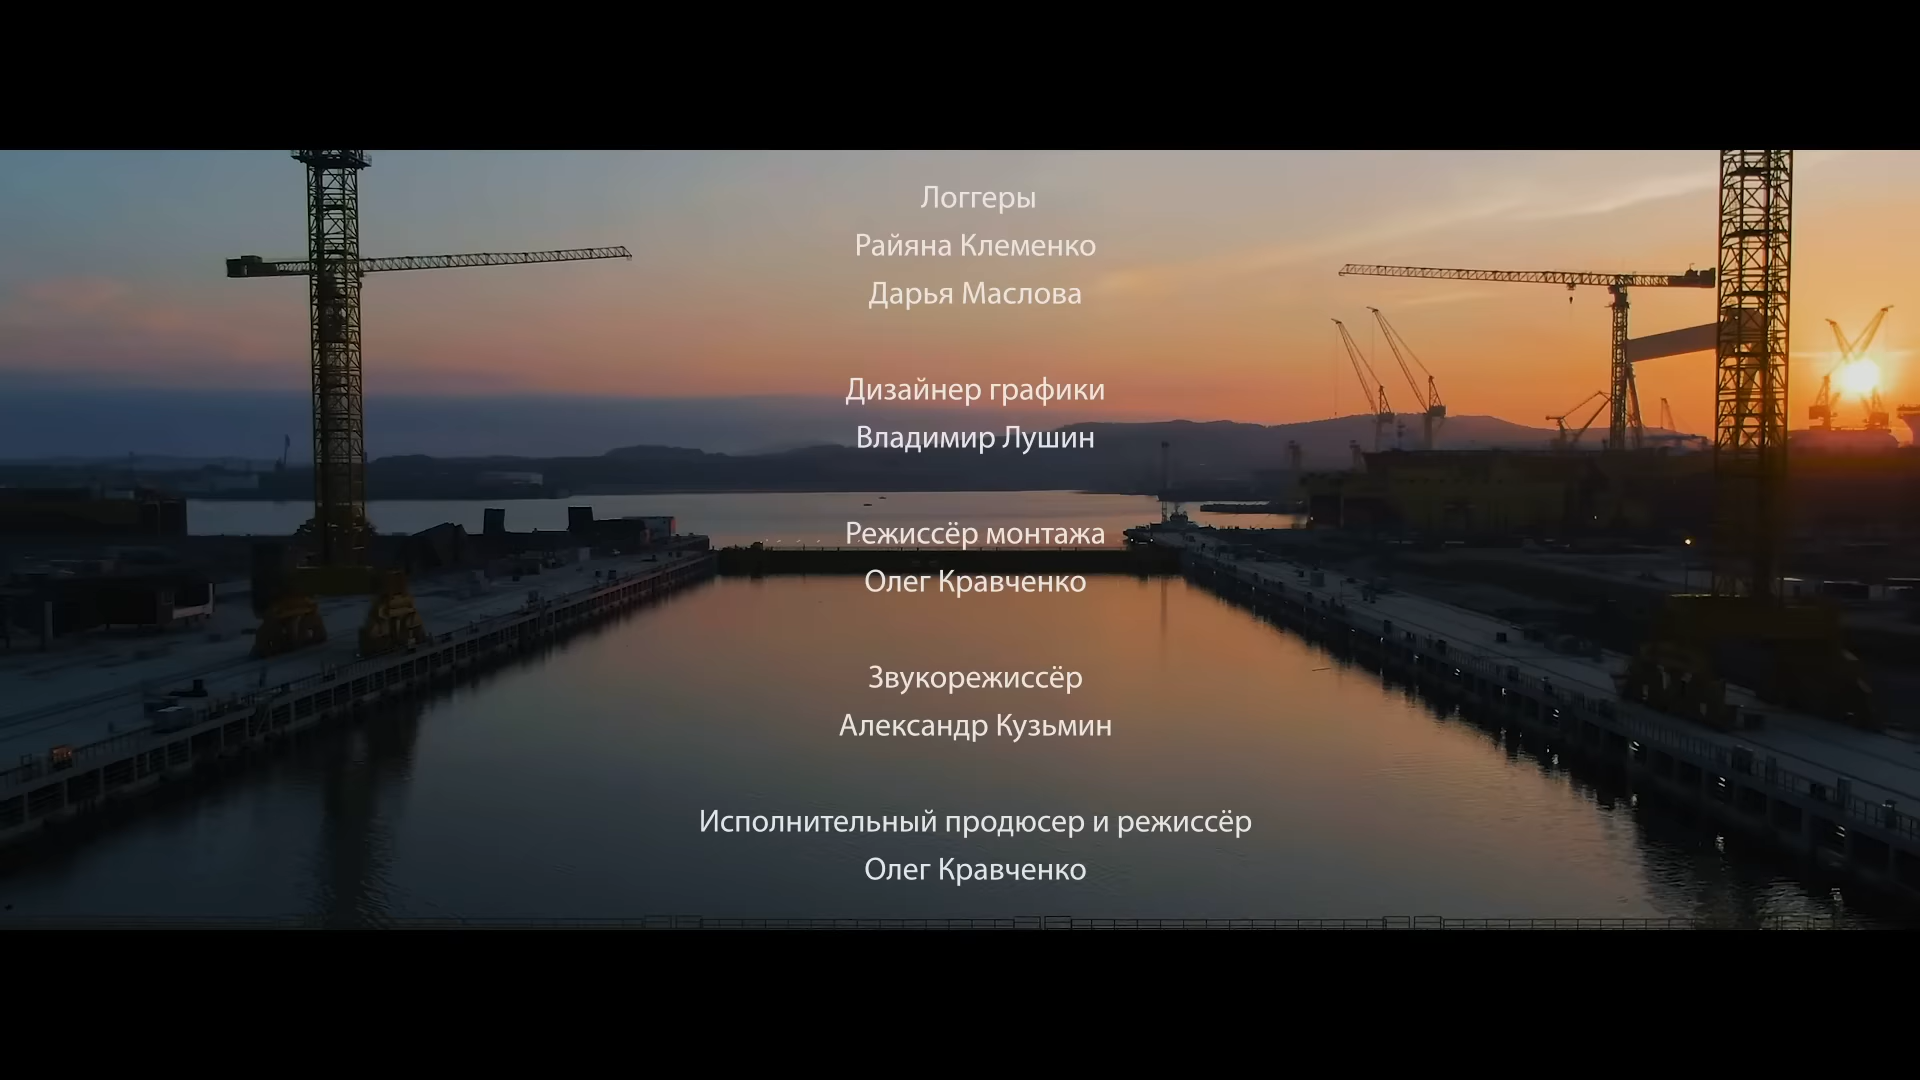 Логгеры
Райяна Клеменко
Дарья Маслова
Дизайнер графики
Владимир Лушин
Режиссёр монтажа
Олег Кравченко
Звукорежиссёр
Александр Кузьмин
Исполнительный продюсер и режиссёр
Олег Кравченко